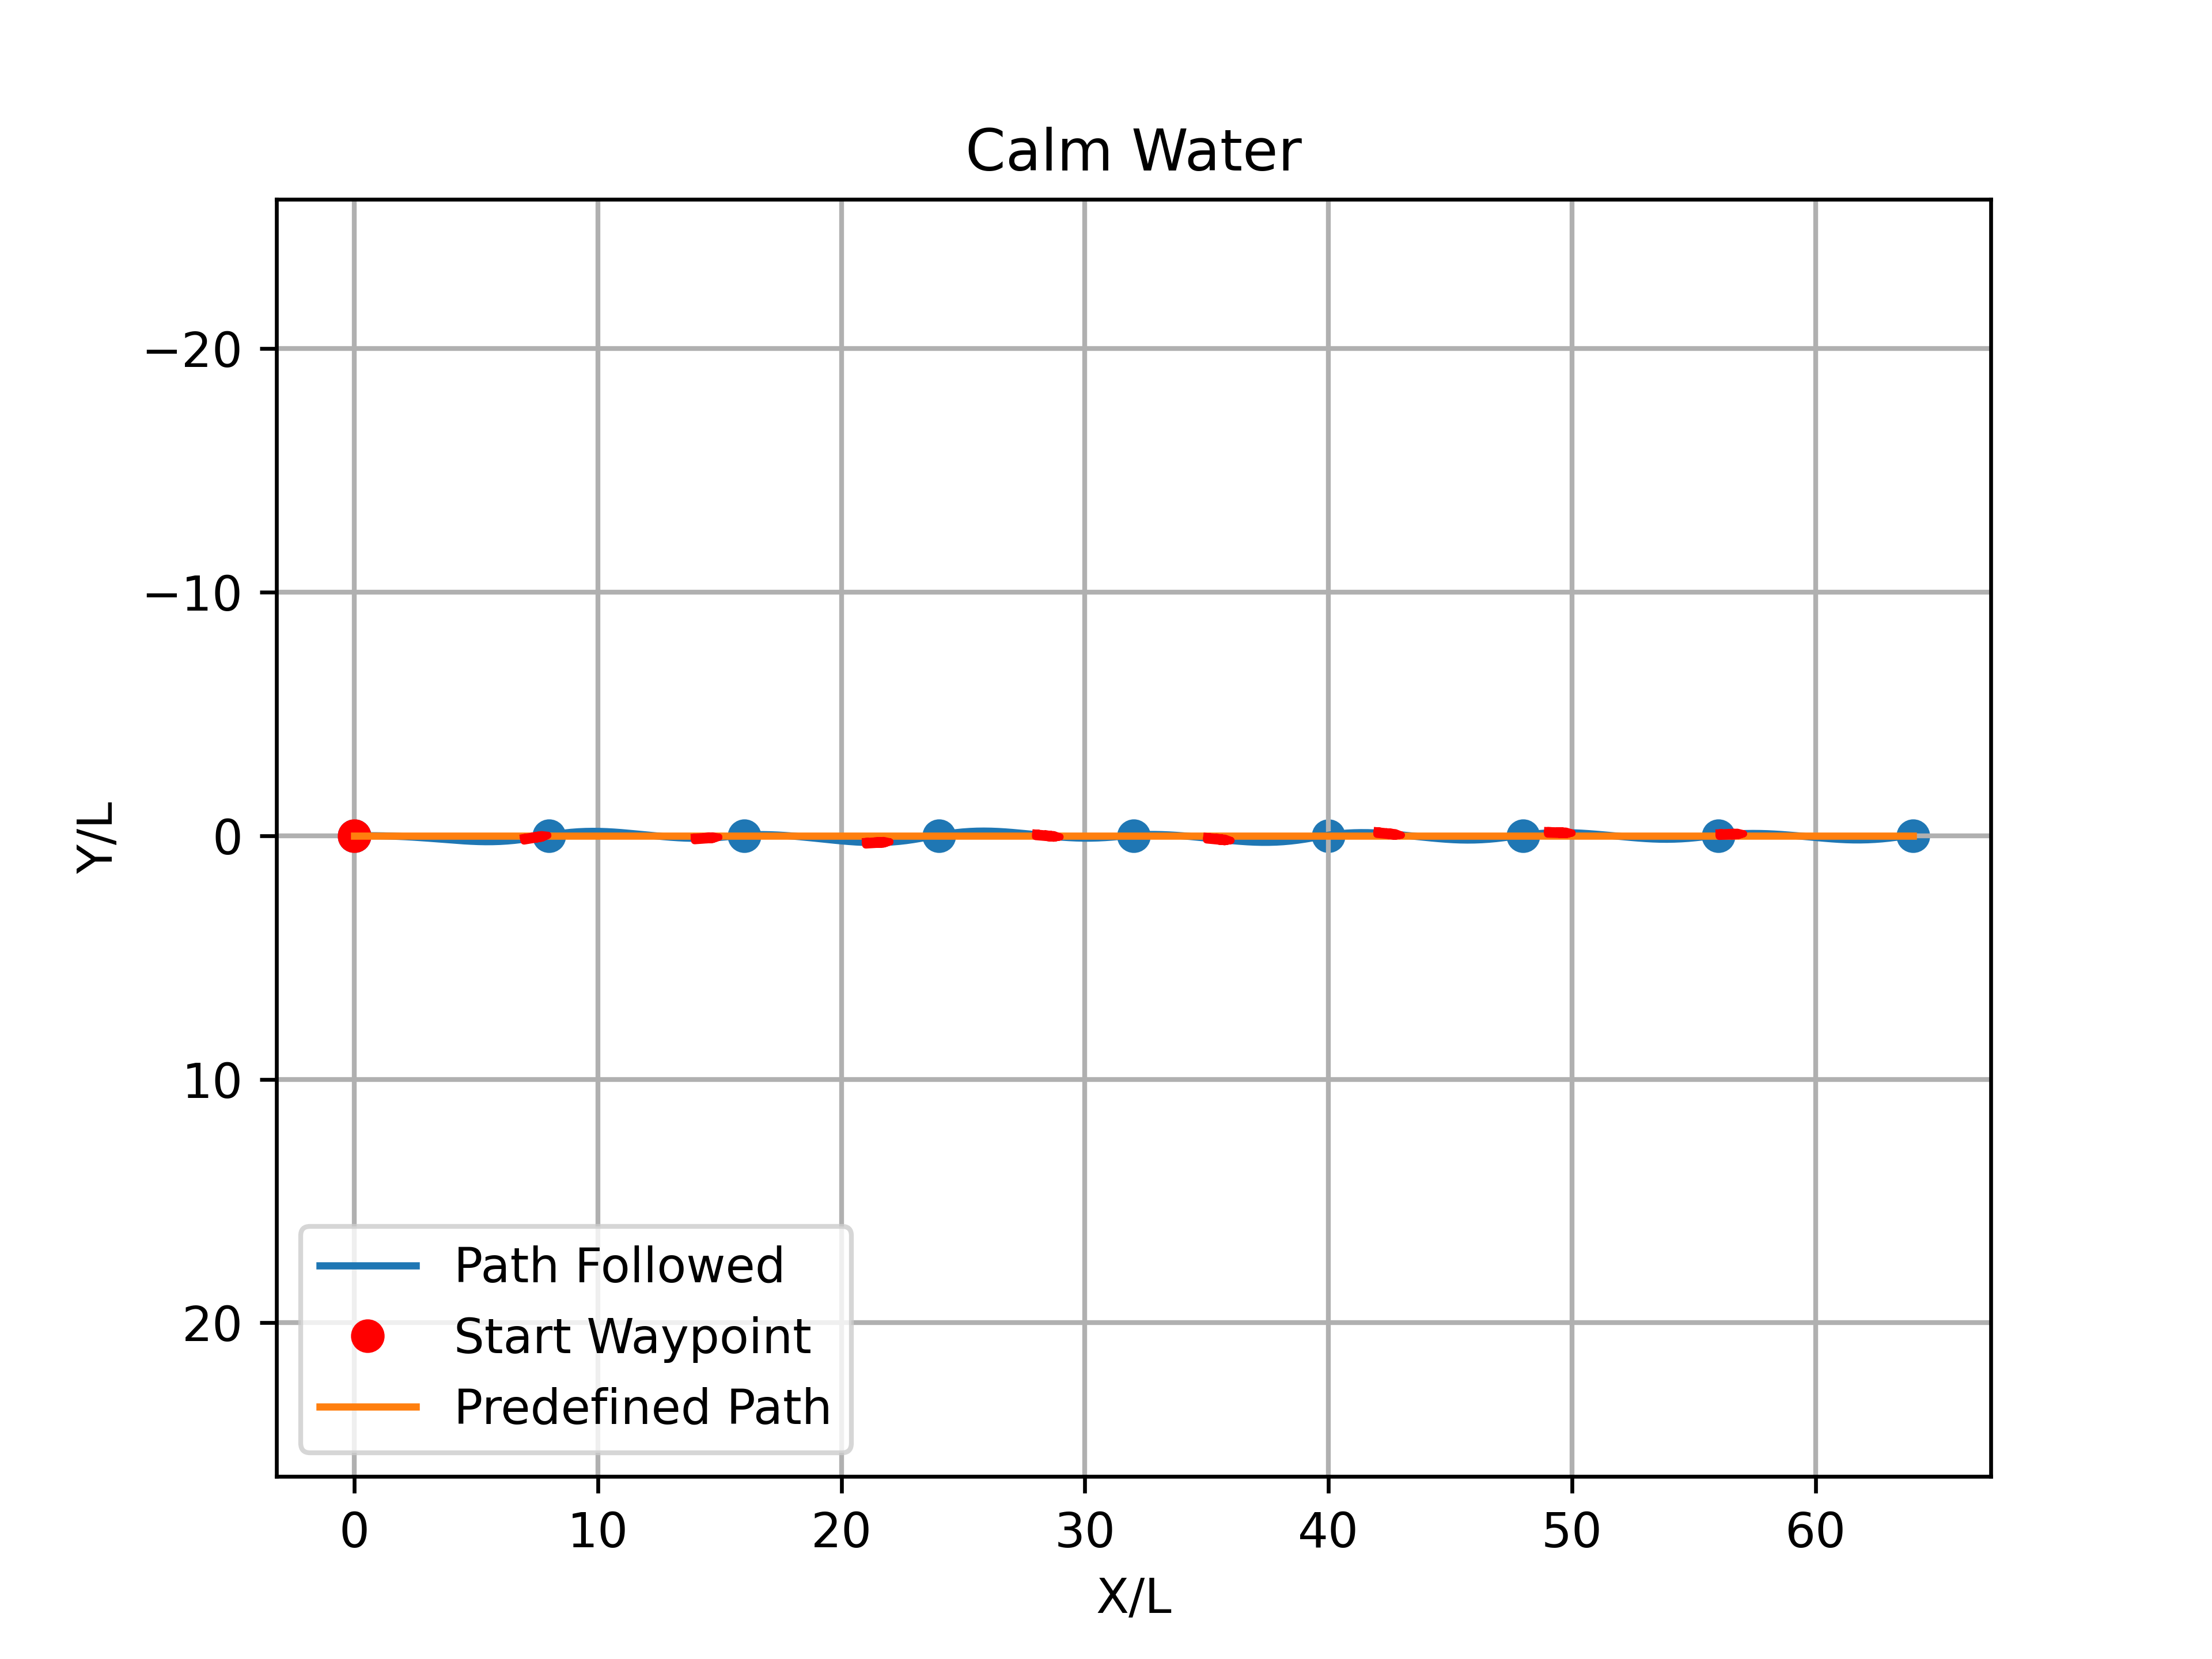 Calm Water
−20
−10
0
10
20
Y/L
Path Followed
Start Waypoint
Predefined Path
0 10 20 30 40 50 60
X/L